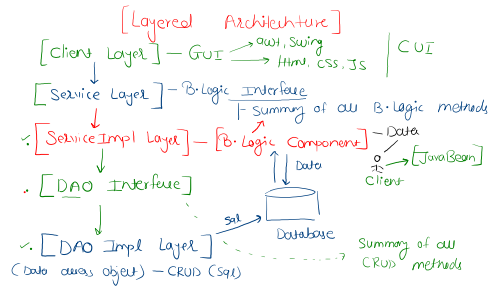 [Layered Architecture]
[Client Layer] — GUI
awt, Swing
Html, CSS, JS
CUI
[Service Layer] — B.Logic Interface
Summary of all B.Logic methods
[ServiceImpl Layer] — [B.Logic Component] — Data
Data
[JavaBean]
Client
[DAO Interface]
Sql
Database
[DAO Impl Layer]
Summary of all
CRUD methods
(Data access object) — CRUD (Sql)